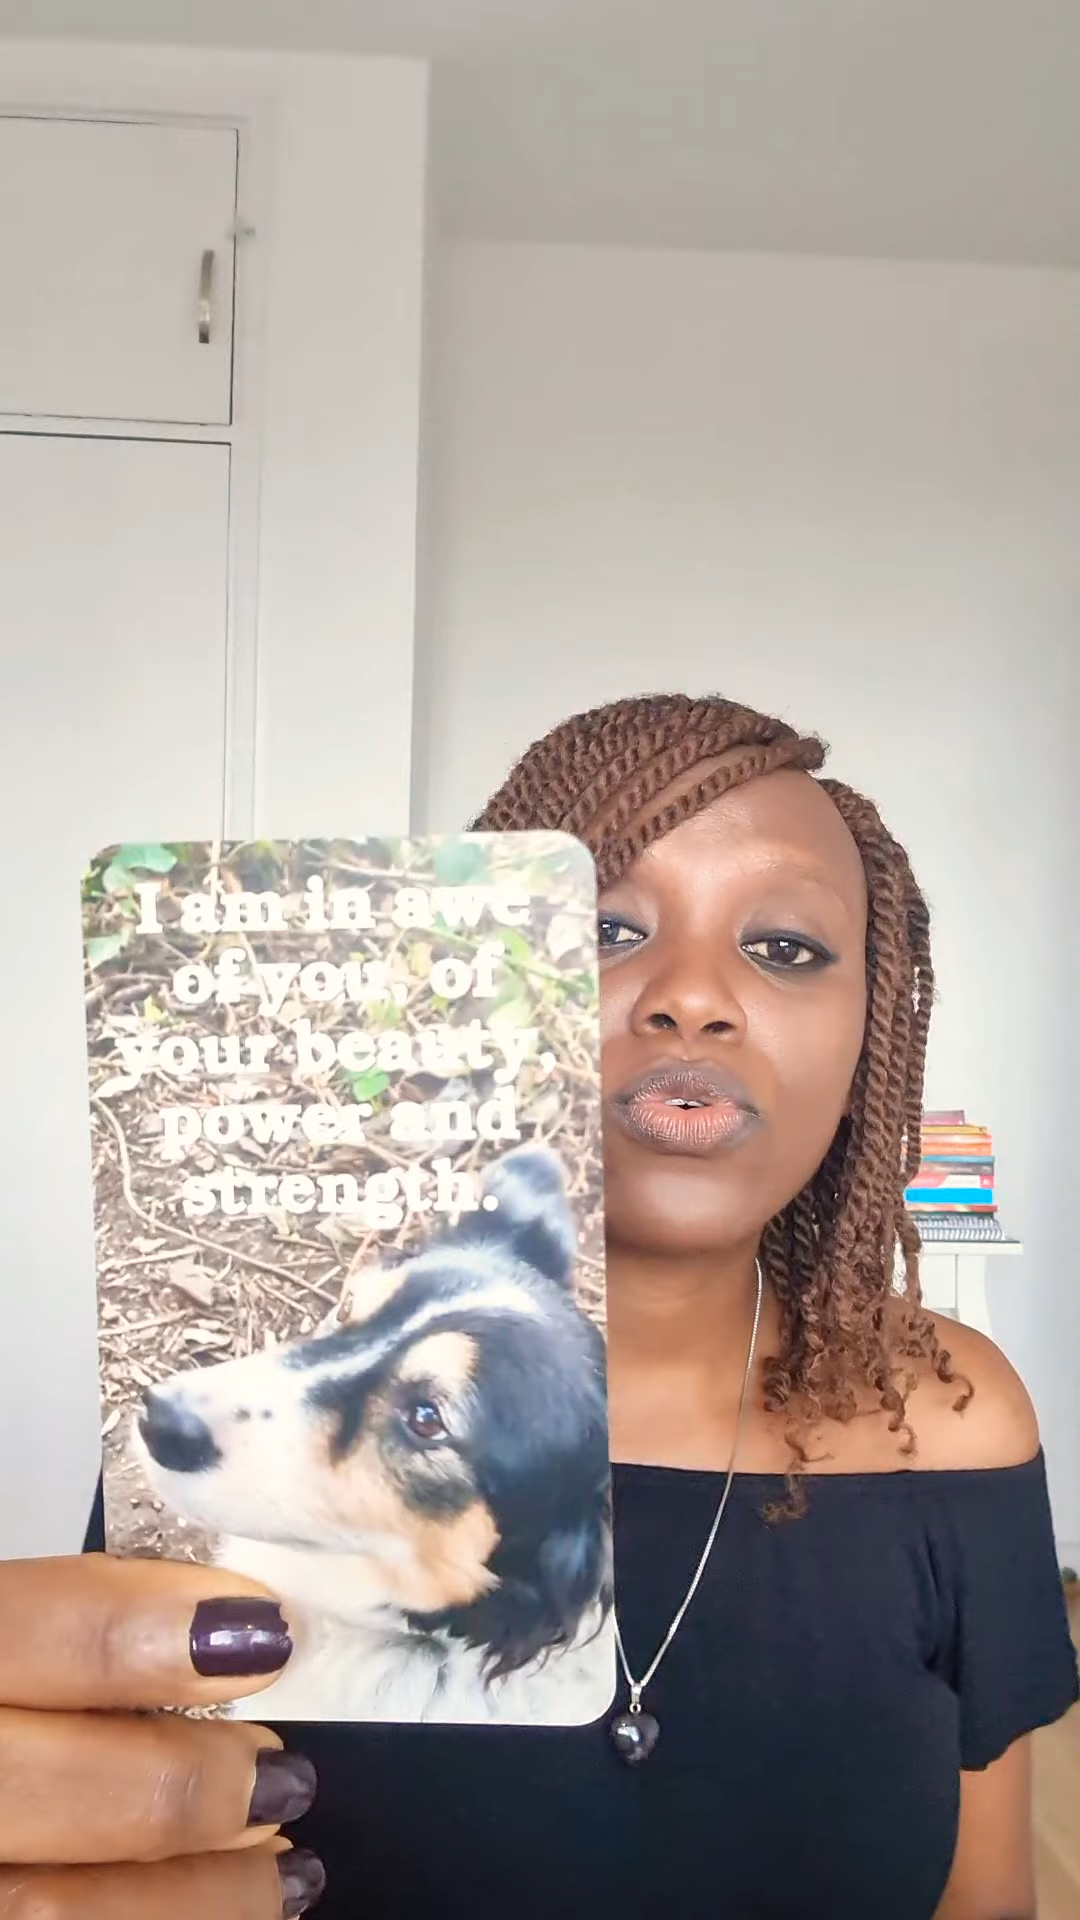 I am in awe
of you, of
your beauty,
power and
strength.